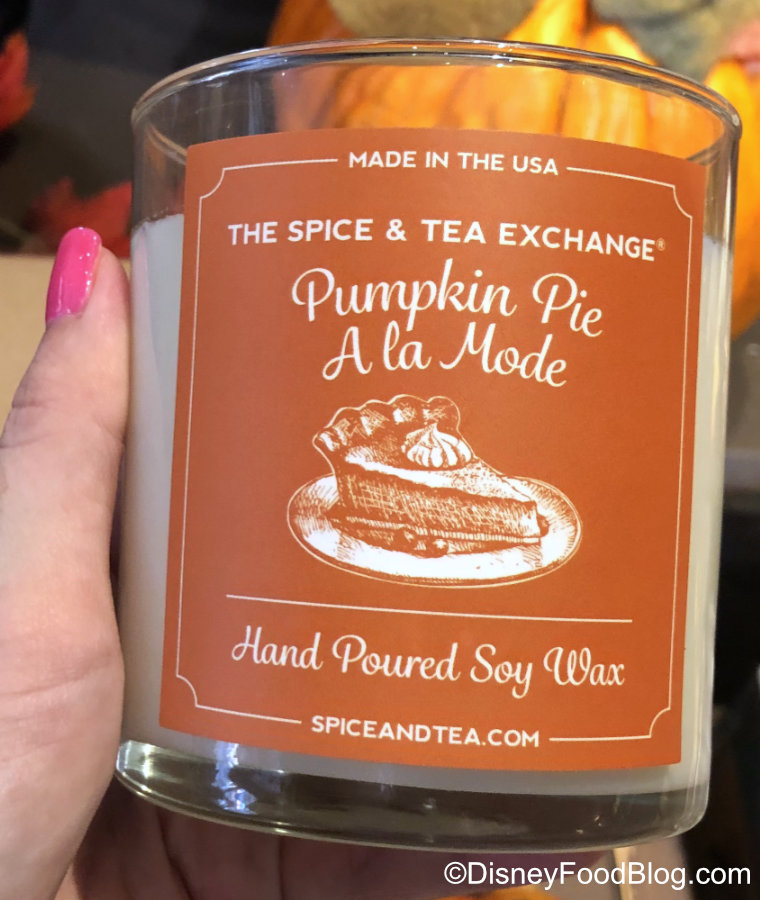 MADE IN THE USA
THE SPICE & TEA EXCHANGE®
Pumpkin Pie
A la Mode
Hand Poured Soy Wax
SPICEANDTEA.COM
©DisneyFoodBlog.com